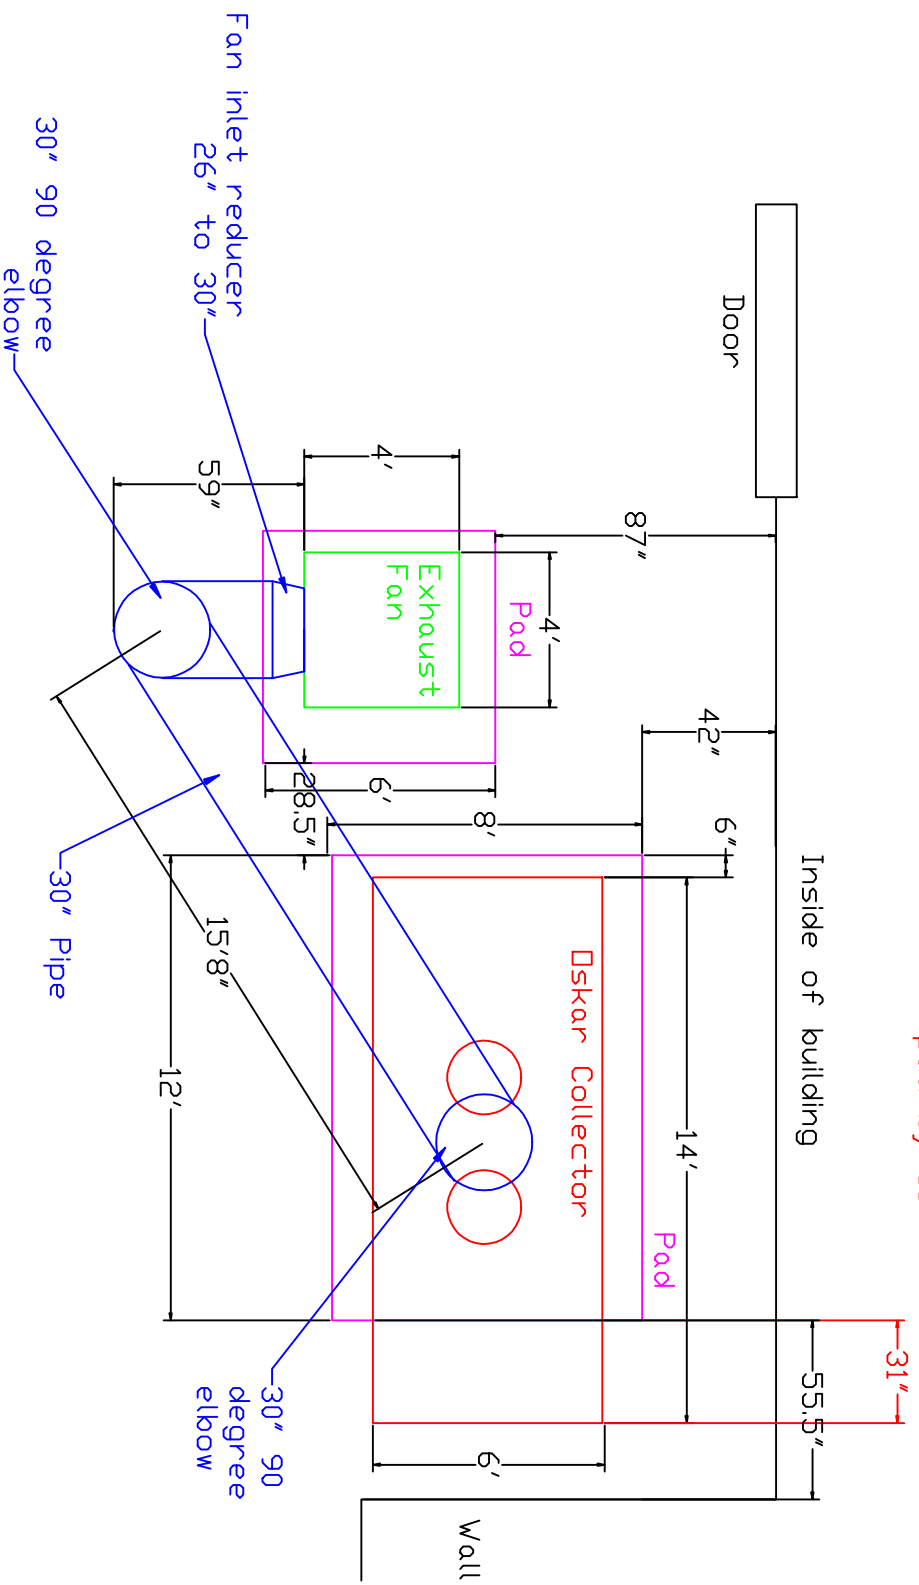 Door
Inside of building
87″
42″
6″
31″
55.5″
Pad
Exhaust
Fan
4′
4′
6′
59″
28.5″
8′
Oskar Collector
14′
Pad
12′
6′
15′8″
Wall
Fan inlet reducer
26″ to 30″
30″ 90 degree
elbow
30″ Pipe
30″ 90
degree
elbow